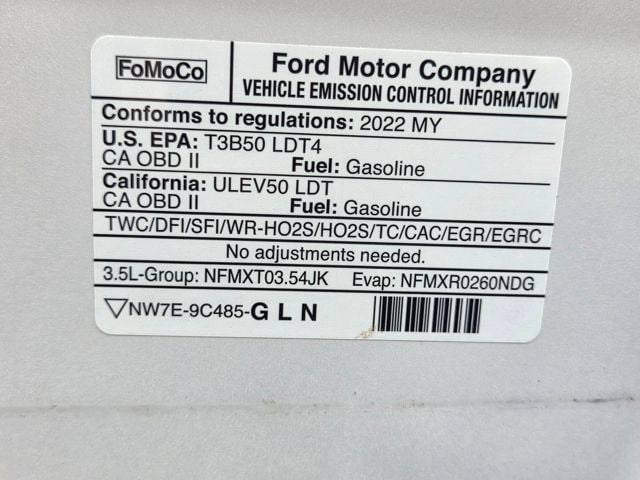 FoMoCo
Ford Motor Company
VEHICLE EMISSION CONTROL INFORMATION
Conforms to regulations: 2022 MY
U.S. EPA: T3B50 LDT4
CA OBD II Fuel: Gasoline
California: ULEV50 LDT
CA OBD II Fuel: Gasoline
TWC/DFI/SFI/WR-HO2S/HO2S/TC/CAC/EGR/EGRC
No adjustments needed.
3.5L-Group: NFMXT03.54JK Evap: NFMXR0260NDG
NW7E-9C485-G L N